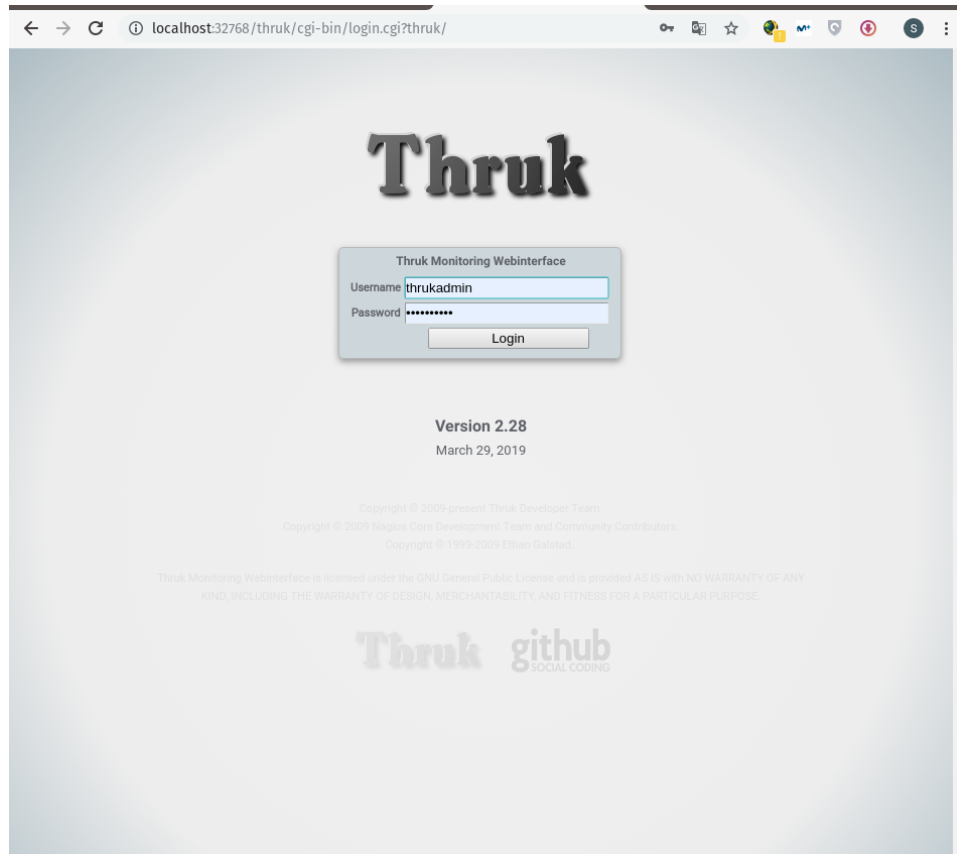 localhost:32768/thruk/cgi-bin/login.cgi?thruk/
S
Thruk
Thruk Monitoring Webinterface
Username thrukadmin
Password ••••••••••
Login
Version 2.28
March 29, 2019
Copyright © 2009-present Thruk Developer Team.
Copyright © 2009 Nagios Core Development Team and Community Contributors.
Copyright © 1999-2009 Ethan Galstad.
Thruk Monitoring Webinterface is licensed under the GNU General Public License and is provided AS IS with NO WARRANTY OF ANY
KIND, INCLUDING THE WARRANTY OF DESIGN, MERCHANTABILITY, AND FITNESS FOR A PARTICULAR PURPOSE.
Thruk github
SOCIAL CODING